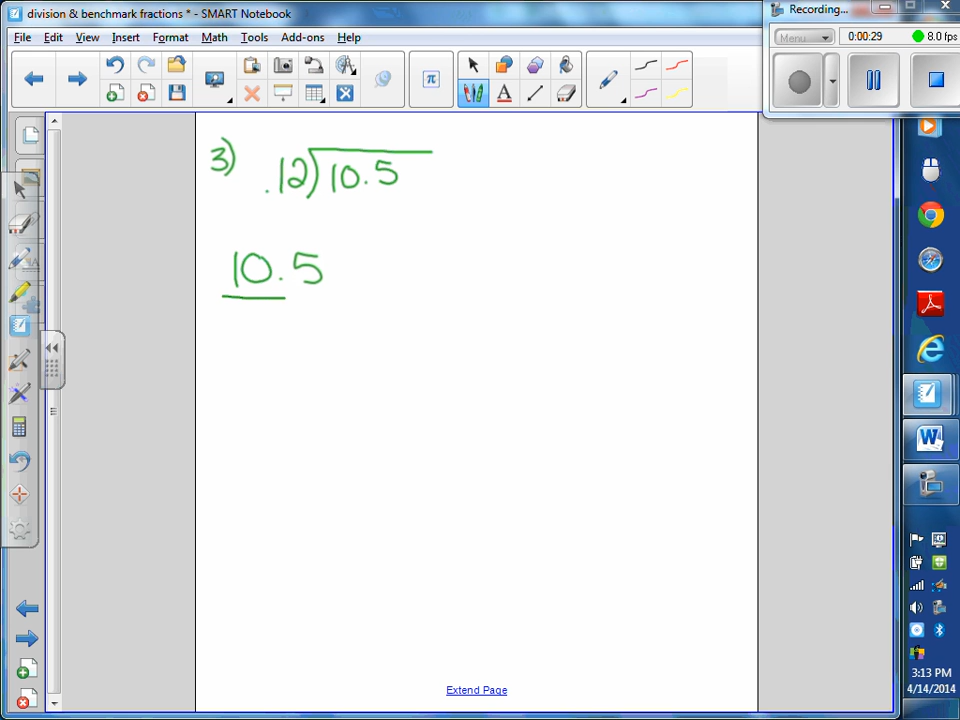 division & benchmark fractions * - SMART Notebook
Recording...
File Edit View Insert Format Math Tools Add-ons Help
Menu 0:00:29 8.0 fps
π
A
3) .12)10.5
10.5
W
Extend Page
3:13 PM
4/14/2014